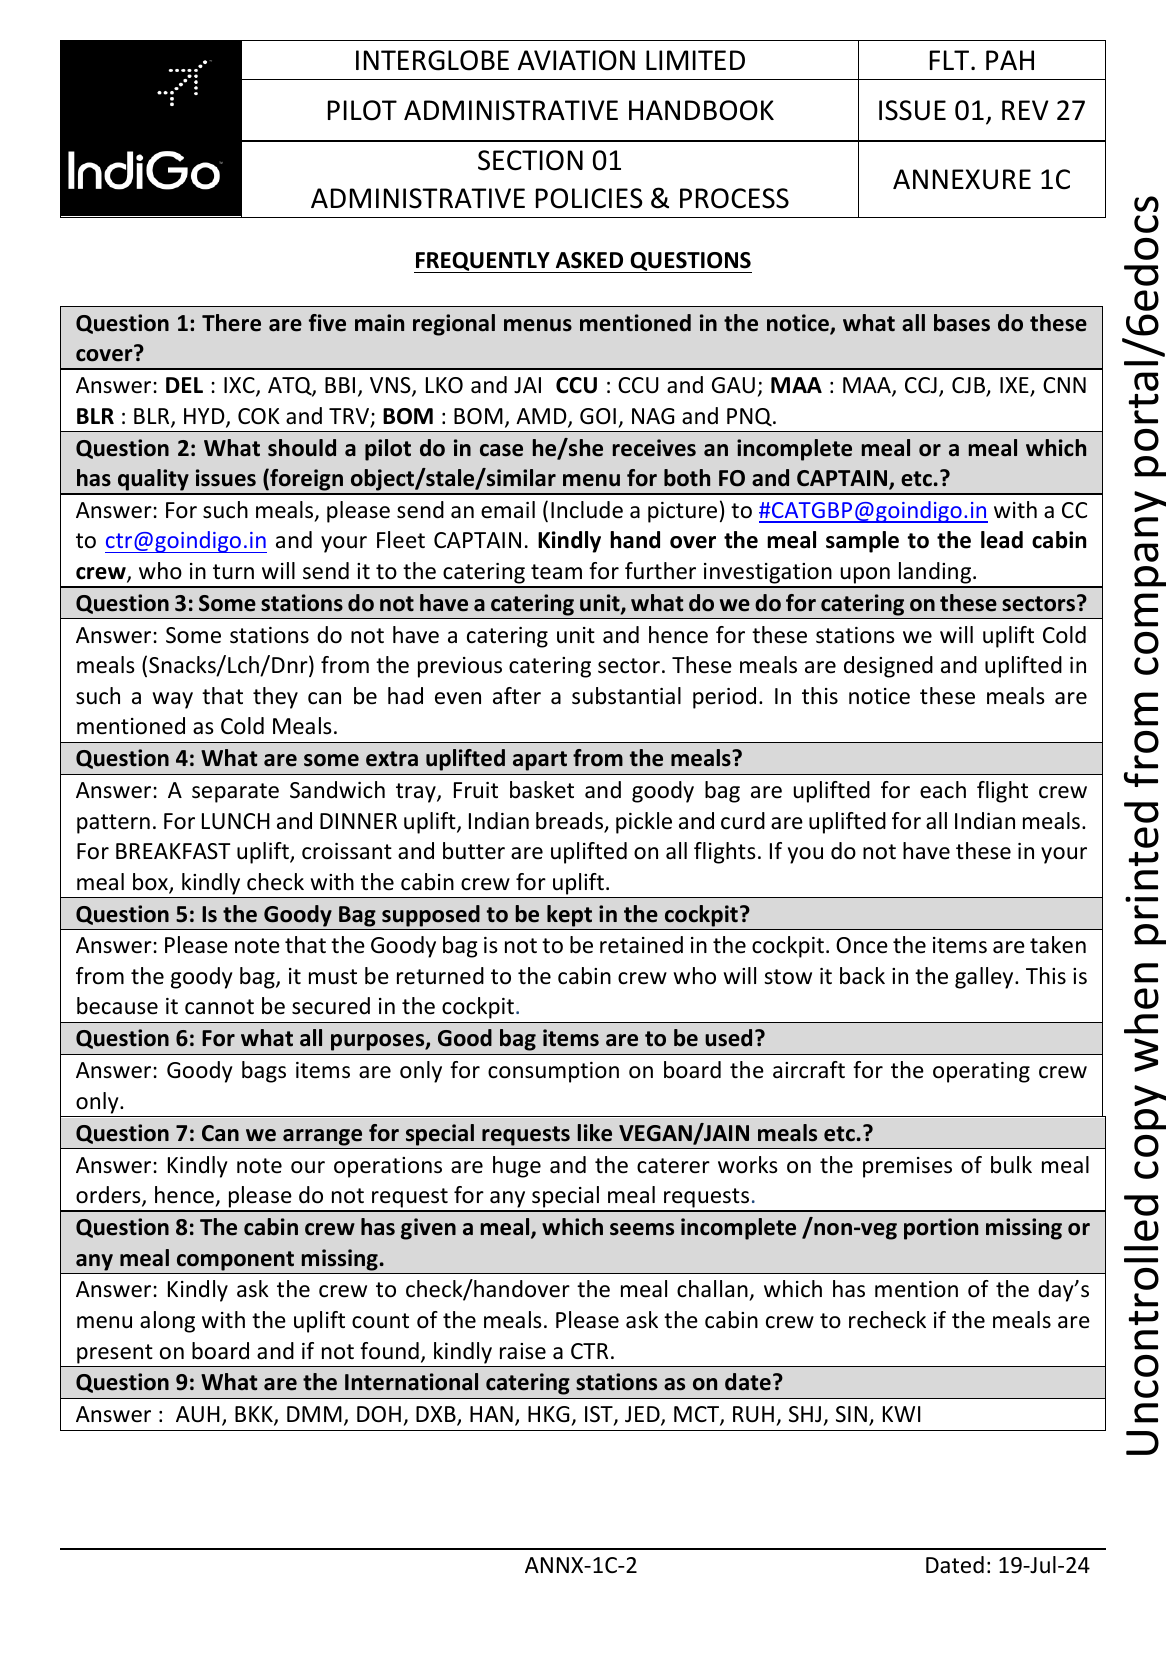 IndiGo
INTERGLOBE AVIATION LIMITED
FLT. PAH
PILOT ADMINISTRATIVE HANDBOOK
ISSUE 01, REV 27
SECTION 01
ADMINISTRATIVE POLICIES & PROCESS
ANNEXURE 1C
FREQUENTLY ASKED QUESTIONS
Question 1: There are five main regional menus mentioned in the notice, what all bases do these
cover?
Answer: DEL : IXC, ATQ, BBI, VNS, LKO and JAI CCU : CCU and GAU; MAA : MAA, CCJ, CJB, IXE, CNN
BLR : BLR, HYD, COK and TRV; BOM : BOM, AMD, GOI, NAG and PNQ.
Question 2: What should a pilot do in case he/she receives an incomplete meal or a meal which
has quality issues (foreign object/stale/similar menu for both FO and CAPTAIN, etc.?
Answer: For such meals, please send an email (Include a picture) to #CATGBP@goindigo.in with a CC
to ctr@goindigo.in and your Fleet CAPTAIN. Kindly hand over the meal sample to the lead cabin
crew, who in turn will send it to the catering team for further investigation upon landing.
Question 3: Some stations do not have a catering unit, what do we do for catering on these sectors?
Answer: Some stations do not have a catering unit and hence for these stations we will uplift Cold
meals (Snacks/Lch/Dnr) from the previous catering sector. These meals are designed and uplifted in
such a way that they can be had even after a substantial period. In this notice these meals are
mentioned as Cold Meals.
Question 4: What are some extra uplifted apart from the meals?
Answer: A separate Sandwich tray, Fruit basket and goody bag are uplifted for each flight crew
pattern. For LUNCH and DINNER uplift, Indian breads, pickle and curd are uplifted for all Indian meals.
For BREAKFAST uplift, croissant and butter are uplifted on all flights. If you do not have these in your
meal box, kindly check with the cabin crew for uplift.
Question 5: Is the Goody Bag supposed to be kept in the cockpit?
Answer: Please note that the Goody bag is not to be retained in the cockpit. Once the items are taken
from the goody bag, it must be returned to the cabin crew who will stow it back in the galley. This is
because it cannot be secured in the cockpit.
Question 6: For what all purposes, Good bag items are to be used?
Answer: Goody bags items are only for consumption on board the aircraft for the operating crew
only.
Question 7: Can we arrange for special requests like VEGAN/JAIN meals etc.?
Answer: Kindly note our operations are huge and the caterer works on the premises of bulk meal
orders, hence, please do not request for any special meal requests.
Question 8: The cabin crew has given a meal, which seems incomplete /non-veg portion missing or
any meal component missing.
Answer: Kindly ask the crew to check/handover the meal challan, which has mention of the day’s
menu along with the uplift count of the meals. Please ask the cabin crew to recheck if the meals are
present on board and if not found, kindly raise a CTR.
Question 9: What are the International catering stations as on date?
Answer : AUH, BKK, DMM, DOH, DXB, HAN, HKG, IST, JED, MCT, RUH, SHJ, SIN, KWI
ANNX-1C-2
Dated: 19-Jul-24
Uncontrolled copy when printed from company portal/6edocs